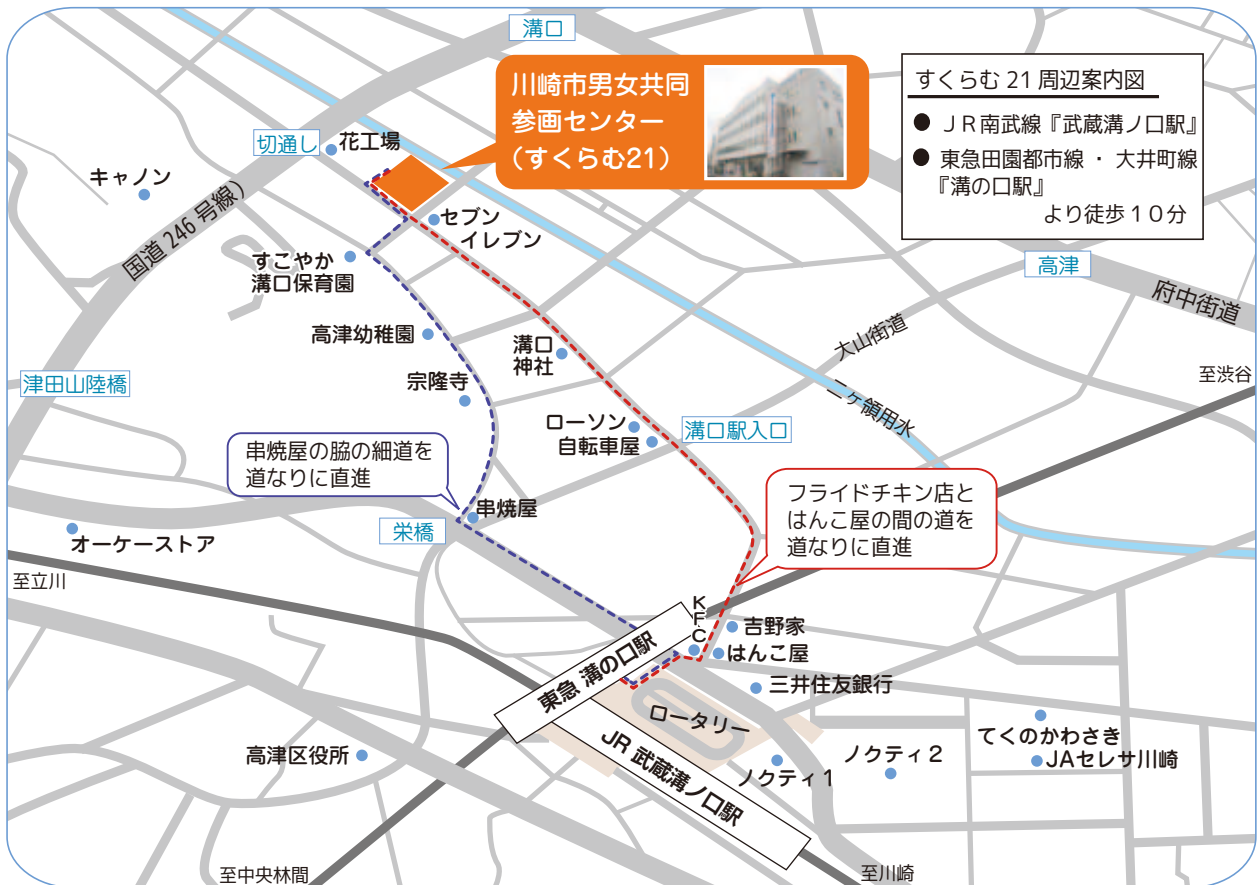 溝口
川崎市男女共同
参画センター
（すくらむ21）
すくらむ 21 周辺案内図
● ＪＲ南武線『武蔵溝ノ口駅』
● 東急田園都市線 ・ 大井町線
『溝の口駅』
より徒歩１０分
切通し
花工場
キャノン
国道 246 号線）
セブン
イレブン
すこやか
溝口保育園
高津
府中街道
高津幼稚園
溝口
神社
大山街道
津田山陸橋
宗隆寺
二ヶ領用水
至渋谷
ローソン
自転車屋
溝口駅入口
串焼屋の脇の細道を
道なりに直進
フライドチキン店と
はんこ屋の間の道を
道なりに直進
串焼屋
栄橋
オーケーストア
至立川
KFC
吉野家
はんこ屋
東急 溝の口駅
三井住友銀行
ロータリー
JR 武蔵溝ノ口駅
高津区役所
ノクティ1
ノクティ2
てくのかわさき
JAセレサ川崎
至中央林間
至川崎